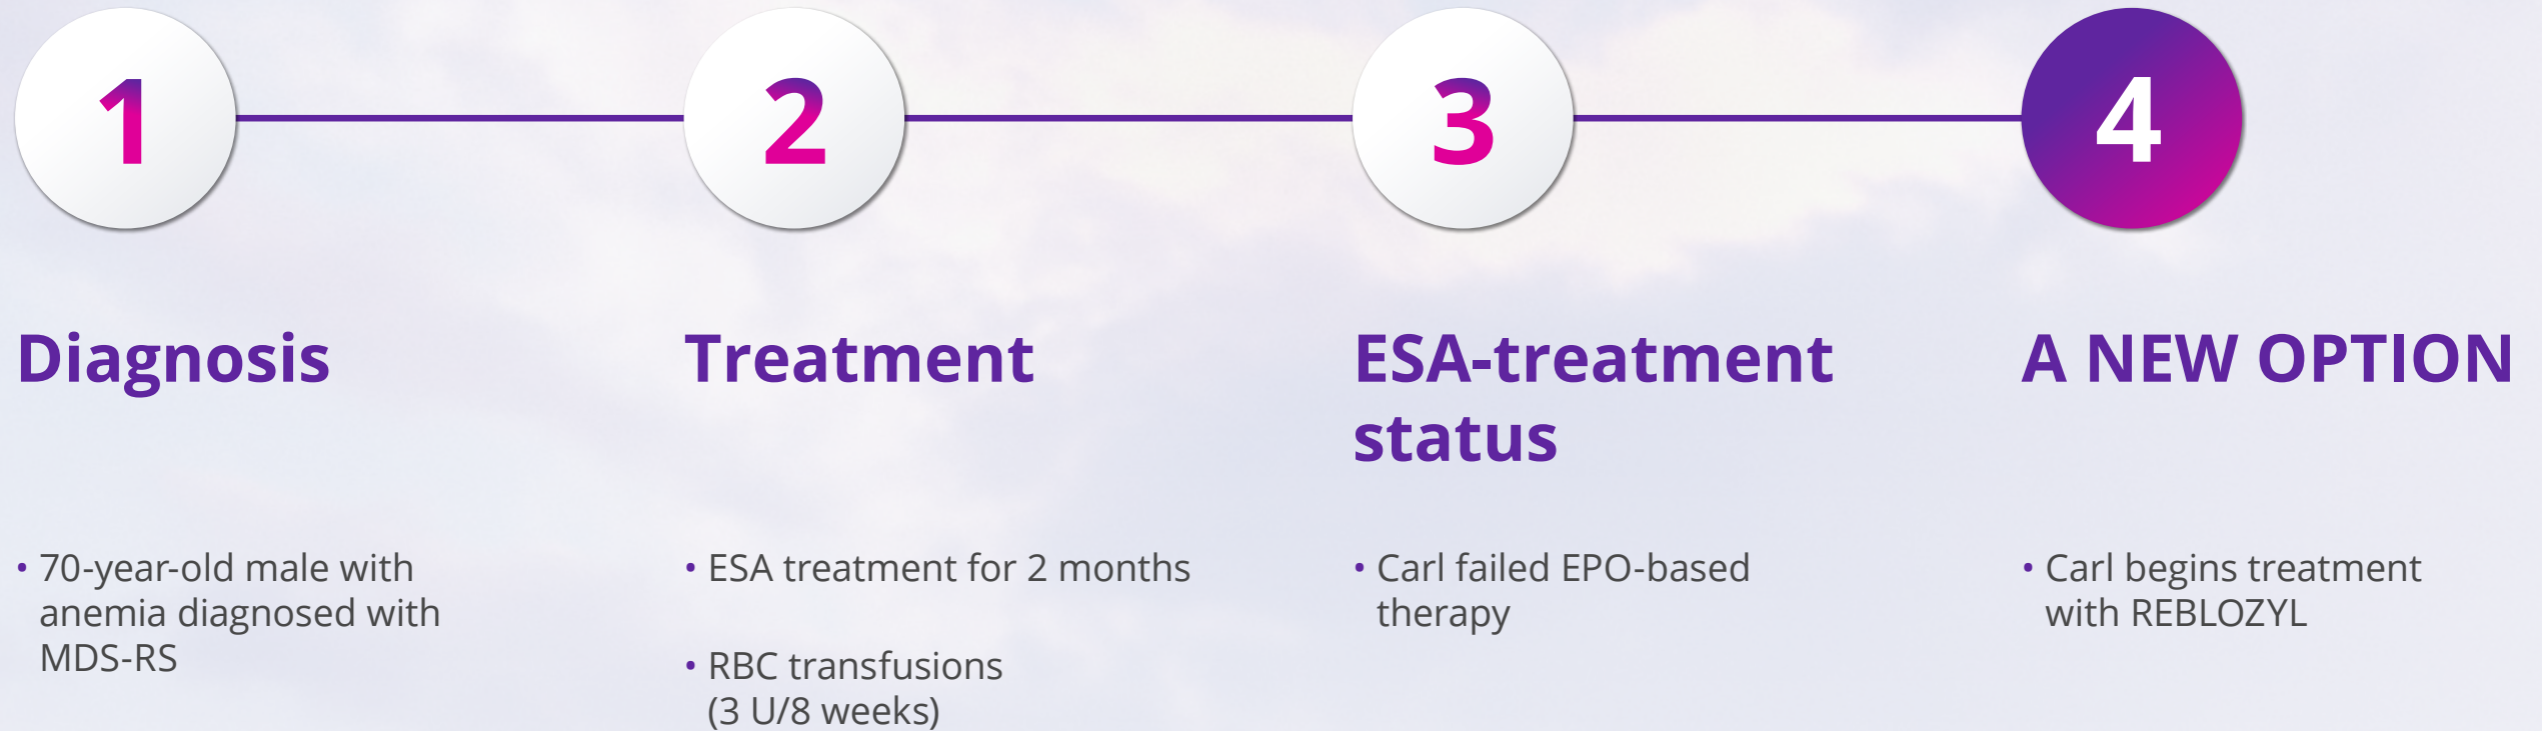 1
2
3
4
Diagnosis
• 70-year-old male with
anemia diagnosed with
MDS-RS
Treatment
• ESA treatment for 2 months
• RBC transfusions
(3 U/8 weeks)
ESA-treatment
status
• Carl failed EPO-based
therapy
A NEW OPTION
• Carl begins treatment
with REBLOZYL